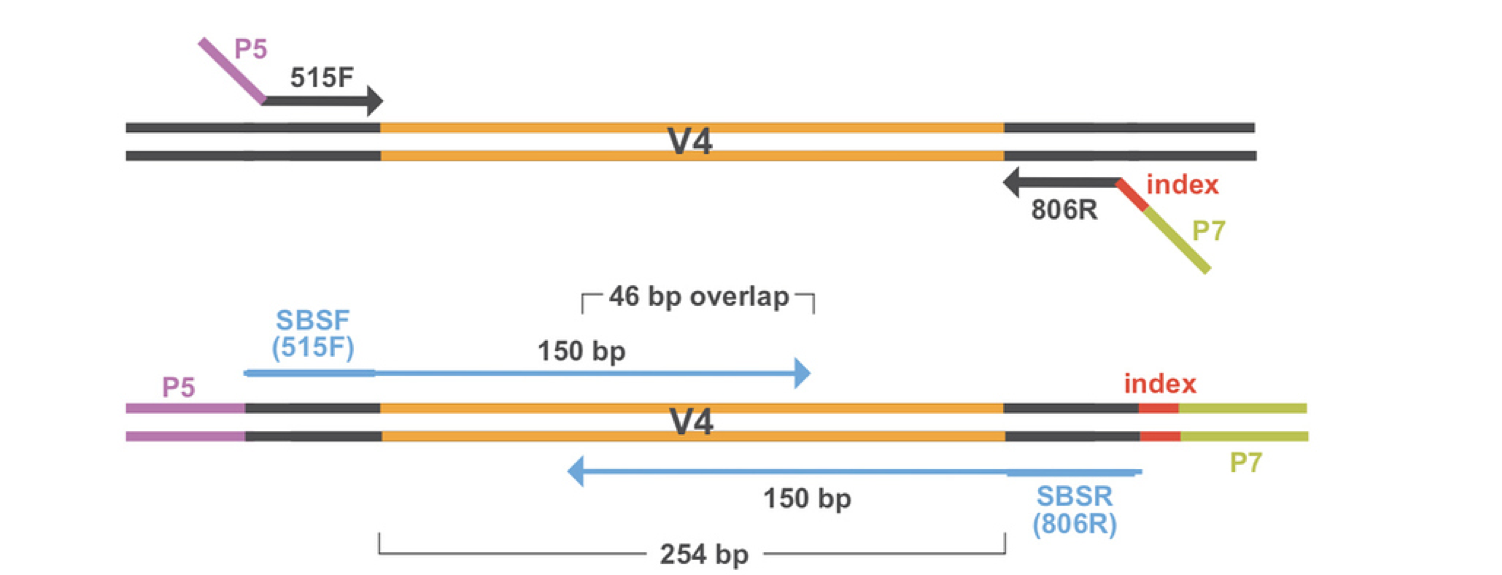 P5
515F
V4
index
806R
P7
46 bp overlap
SBSF
(515F)
150 bp
P5
index
V4
P7
150 bp
SBSR
(806R)
254 bp